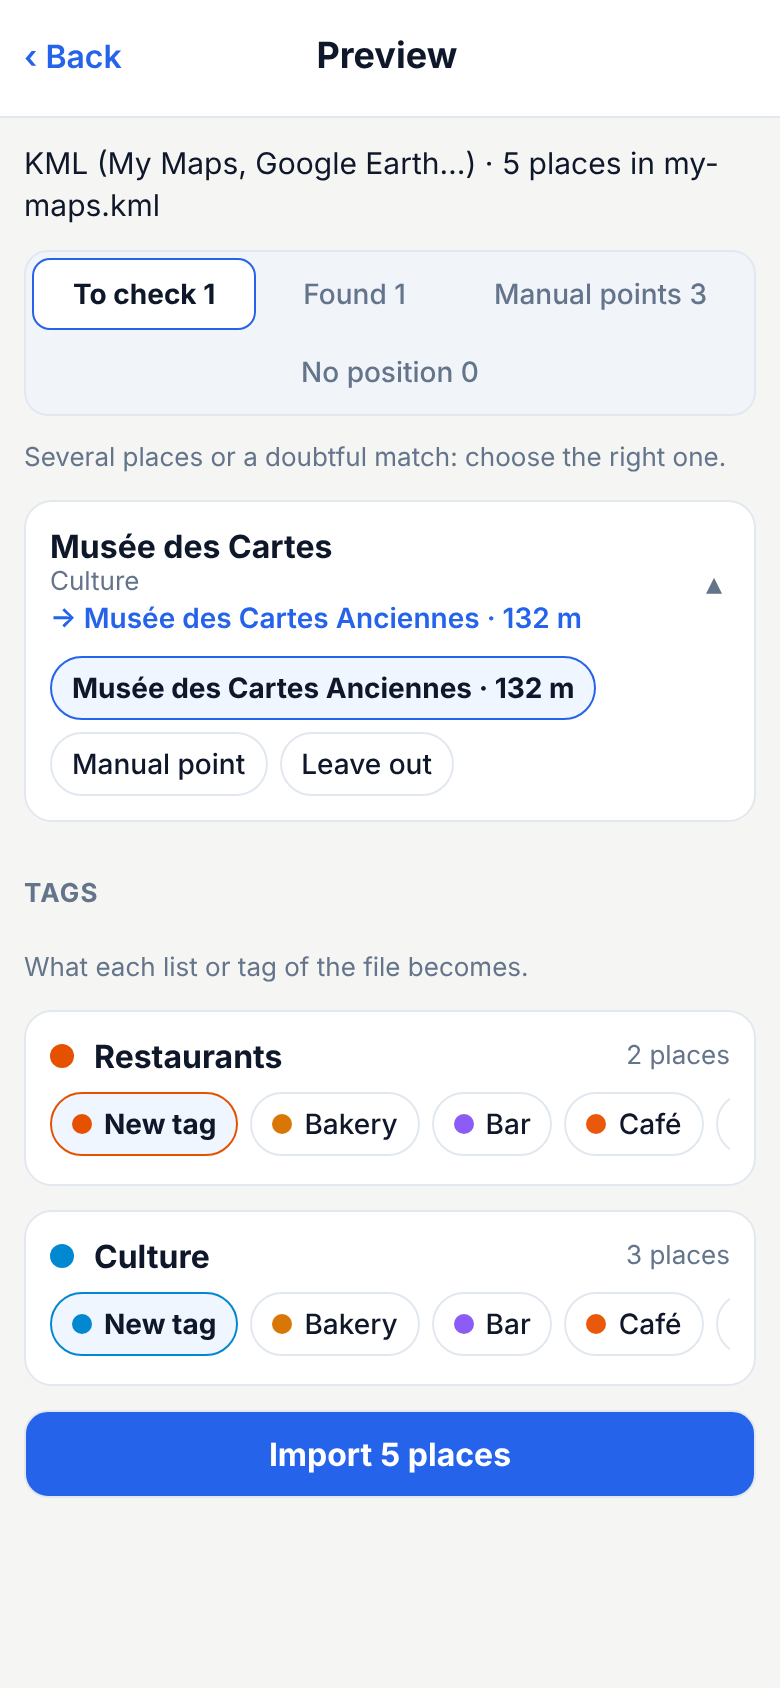 ‹ Back
Preview
KML (My Maps, Google Earth...) · 5 places in my-
maps.kml
To check 1
Found 1
Manual points 3
No position 0
Several places or a doubtful match: choose the right one.
Musée des Cartes
Culture
→ Musée des Cartes Anciennes · 132 m
▲
Musée des Cartes Anciennes · 132 m
Manual point
Leave out
TAGS
What each list or tag of the file becomes.
Restaurants
2 places
New tag
Bakery
Bar
Café
Culture
3 places
New tag
Bakery
Bar
Café
Import 5 places